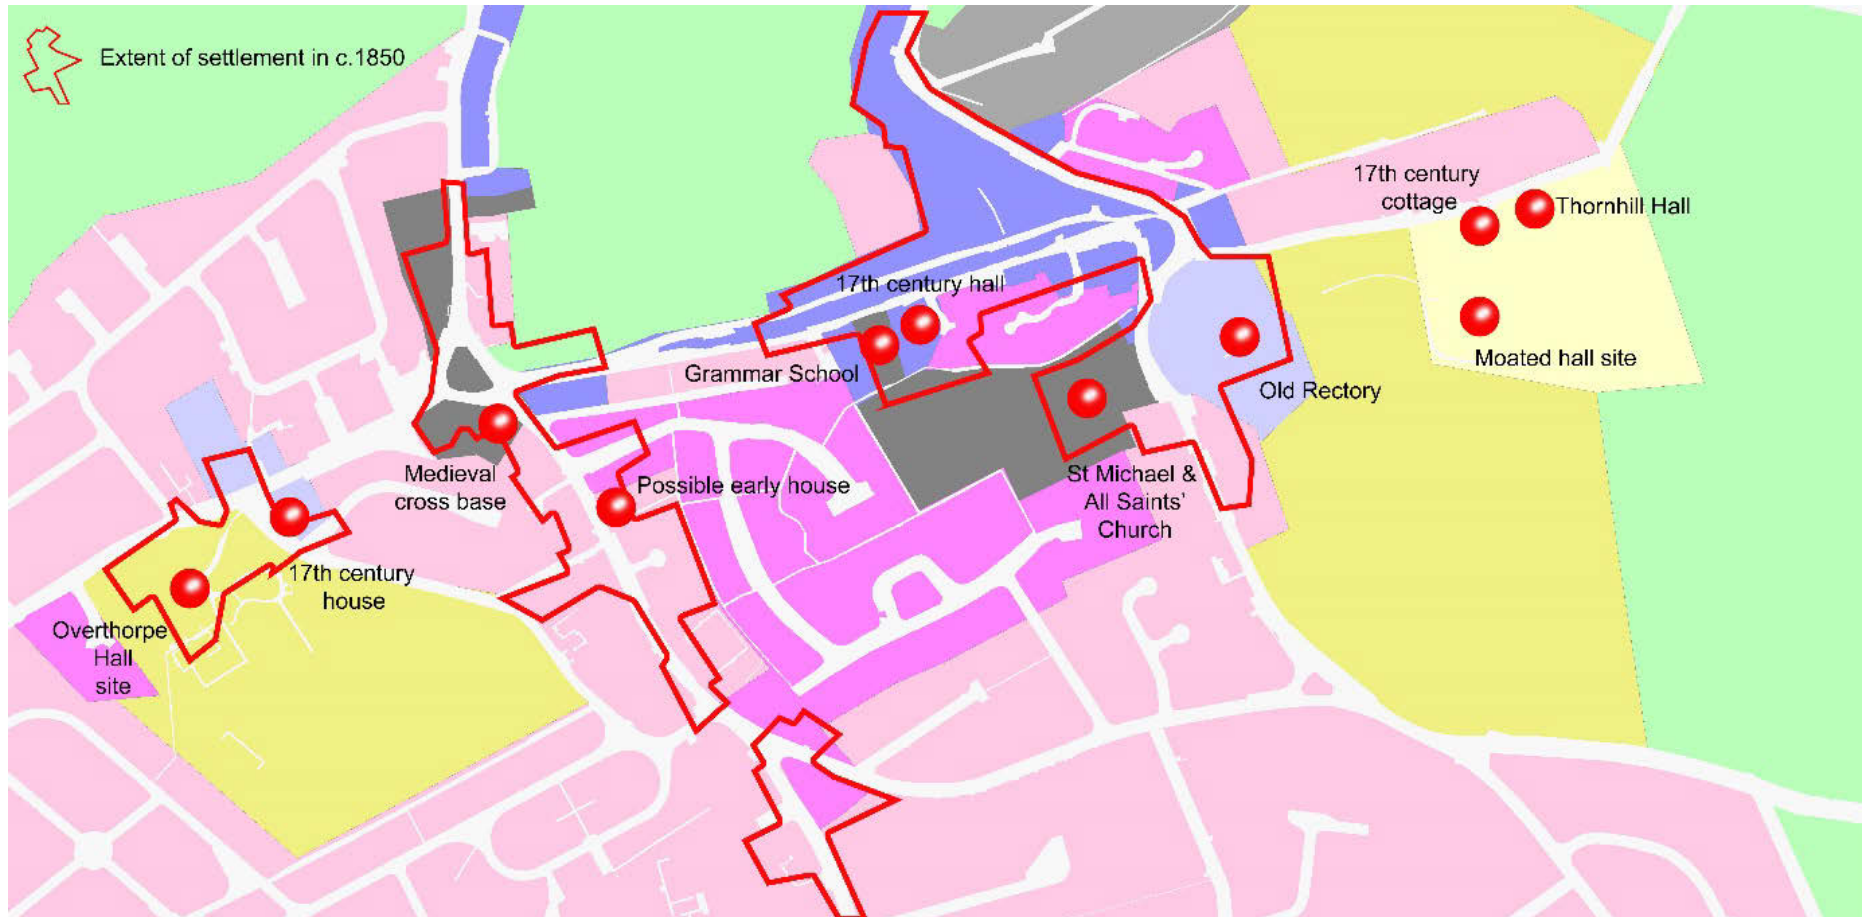 Extent of settlement in c.1850
17th century
cottage
Thornhill Hall
17th century hall
Grammar School
Moated hall site
Old Rectory
Medieval
cross base
Possible early house
St Michael &
All Saints'
Church
17th century
house
Overthorpe
Hall
site